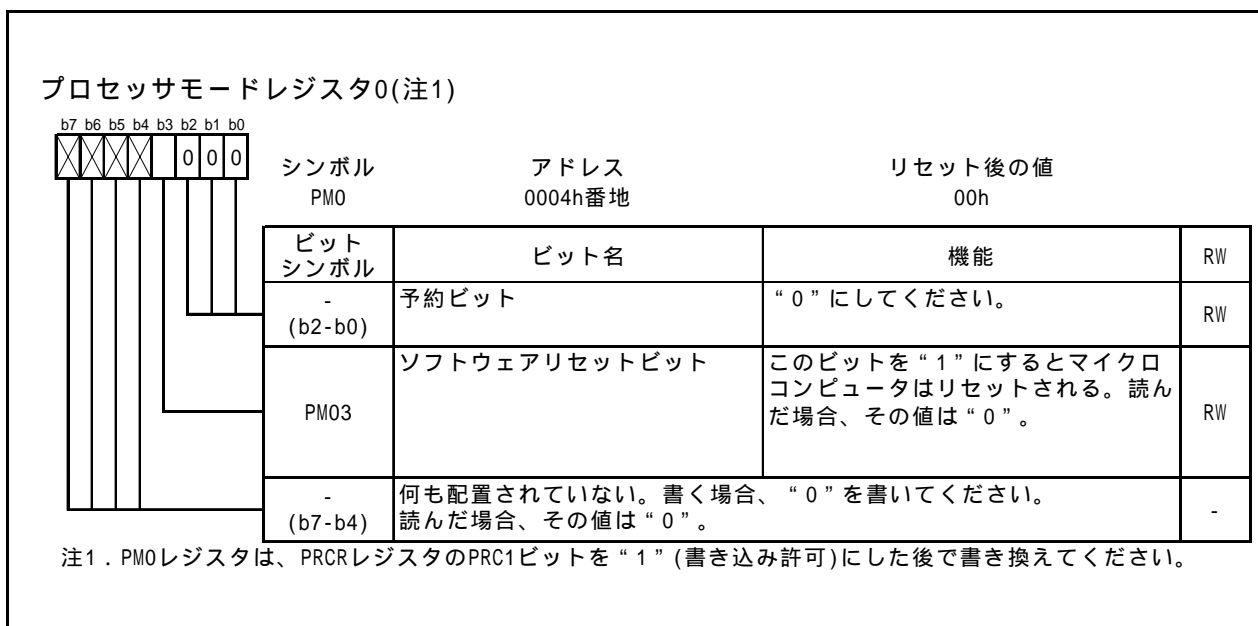 プロセッサモードレジスタ0(注1)
b7 b6 b5 b4 b3 b2 b1 b0
0 0 0
シンボル アドレス リセット後の値
PM0 0004h番地 00h
ビット
シンボル
ビット名 機能 RW
-
(b2-b0)
予約ビット “0”にしてください。 RW
PM03
ソフトウェアリセットビット
このビットを“1”にするとマイクロ
コンピュータはリセットされる。読ん
だ場合、その値は“0”。
RW
-
(b7-b4)
何も配置されていない。書く場合、“0”を書いてください。
読んだ場合、その値は“0”。
-
注1．PM0レジスタは、PRCRレジスタのPRC1ビットを“1”(書き込み許可)にした後で書き換えてください。